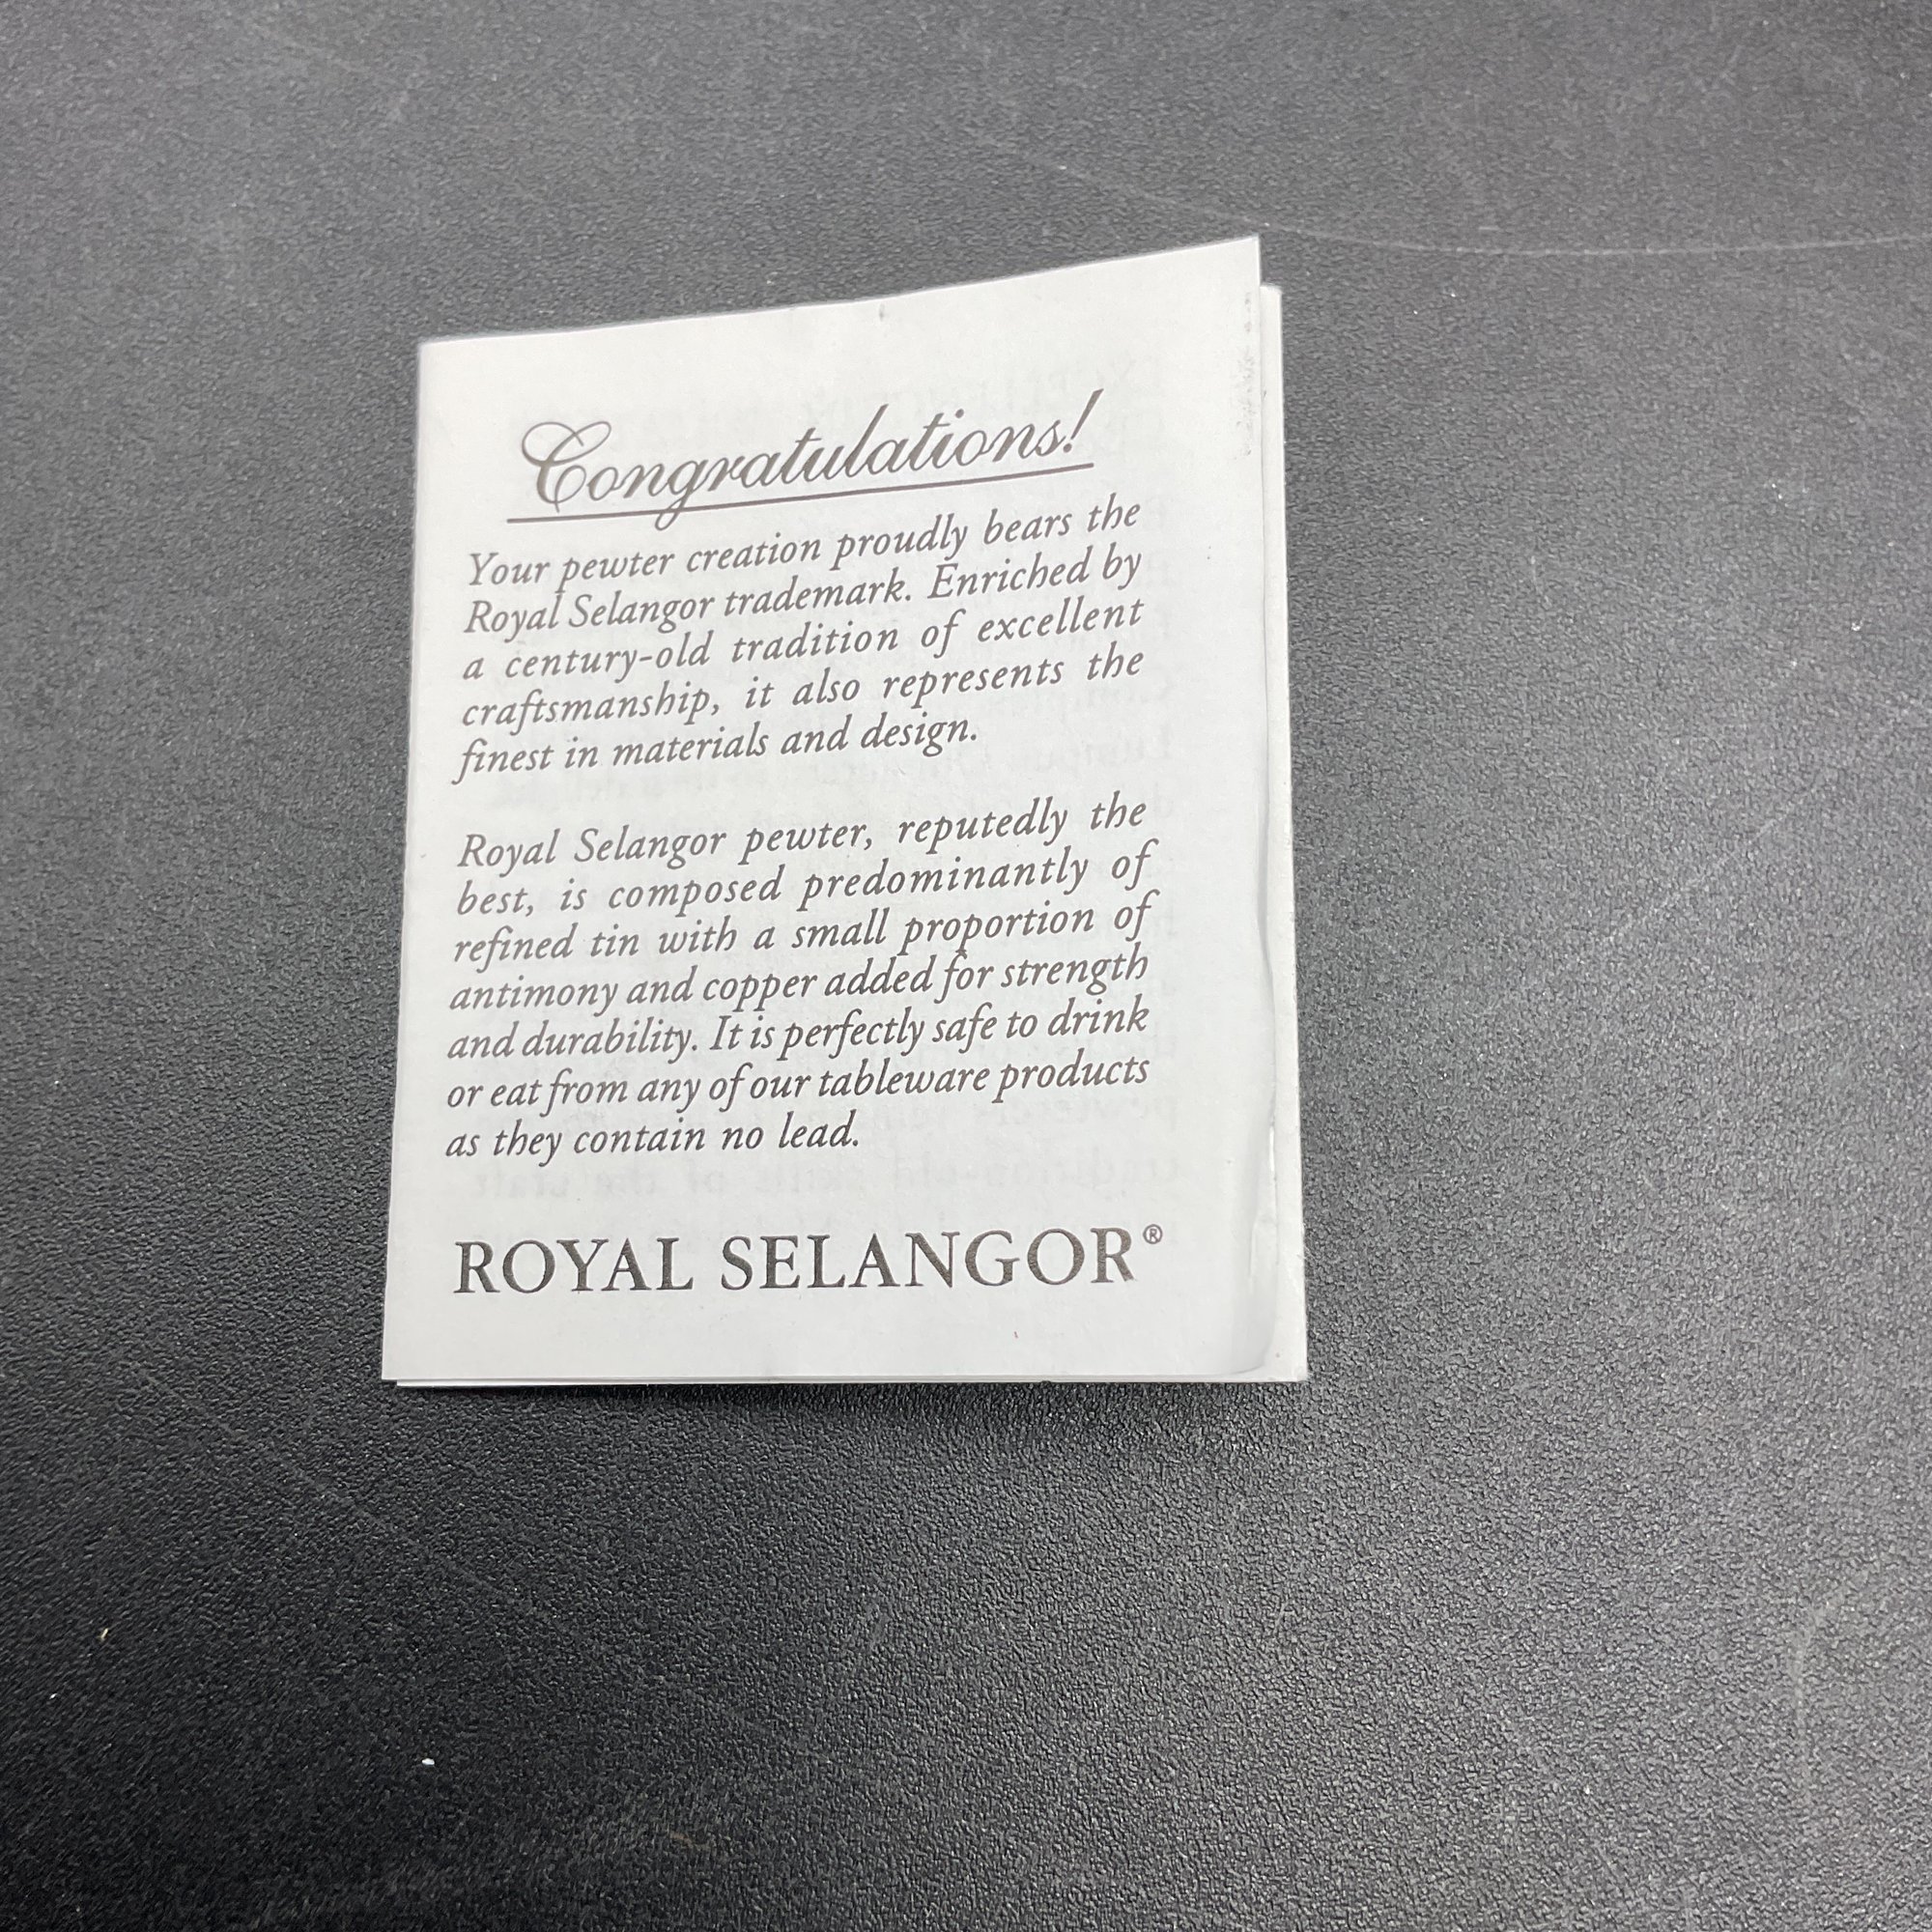 Congratulations!
Your pewter creation proudly bears the
Royal Selangor trademark. Enriched by
a century-old tradition of excellent
craftsmanship, it also represents the
finest in materials and design.
Royal Selangor pewter, reputedly the
best, is composed predominantly of
refined tin with a small proportion of
antimony and copper added for strength
and durability. It is perfectly safe to drink
or eat from any of our tableware products
as they contain no lead.
ROYAL SELANGOR®